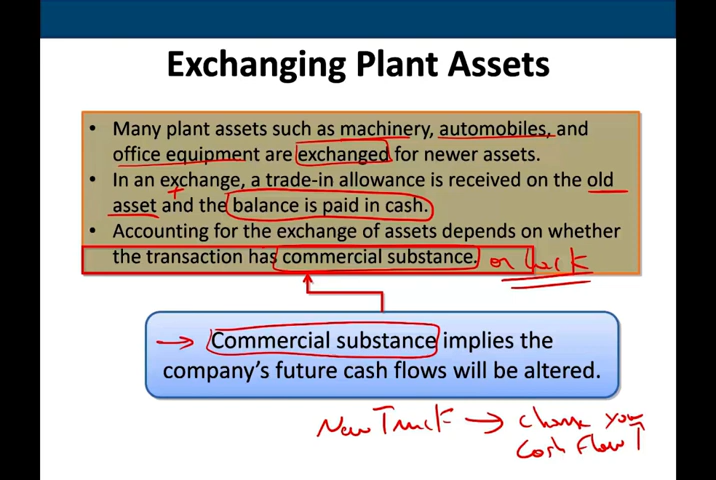 Exchanging Plant Assets
• Many plant assets such as machinery, automobiles, and
office equipment are exchanged for newer assets.
• In an exchange, a trade-in allowance is received on the old
asset and the balance is paid in cash.
• Accounting for the exchange of assets depends on whether
the transaction has commercial substance. or lack
Commercial substance implies the
company's future cash flows will be altered.
New Truck → change your
Cash Flow ↑